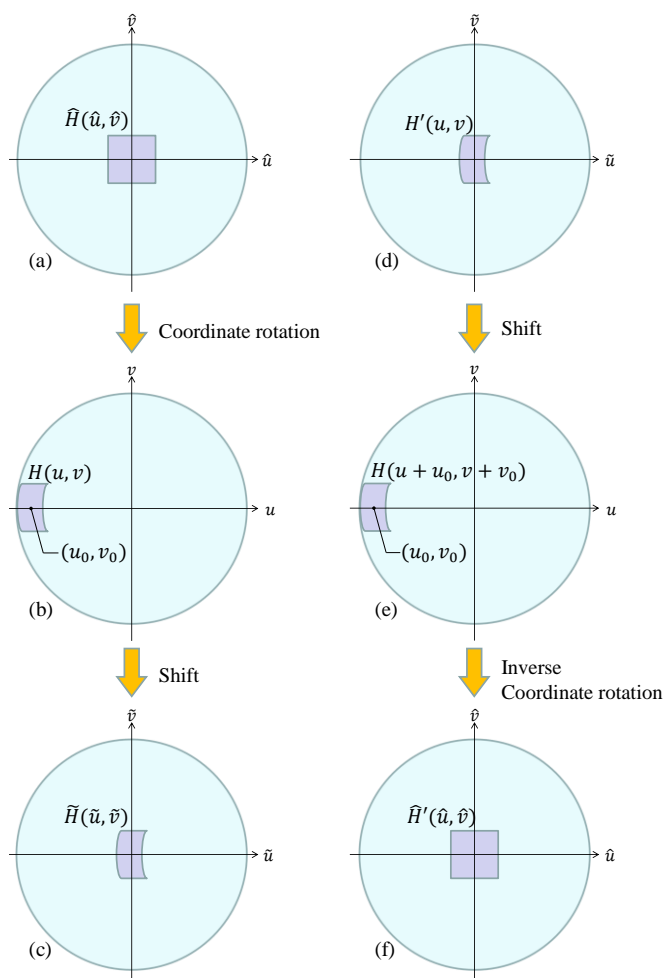 v̂
Ĥ(û, v̂)
û
(a)
Coordinate rotation
v
H(u, v)
u
(u₀, v₀)
(b)
Shift
ṽ
H̃(ũ, ṽ)
ũ
(c)
ṽ
H′(u, v)
ũ
(d)
Shift
v
H(u + u₀, v + v₀)
u
(u₀, v₀)
(e)
Inverse
Coordinate rotation
v̂
Ĥ′(û, v̂)
û
(f)